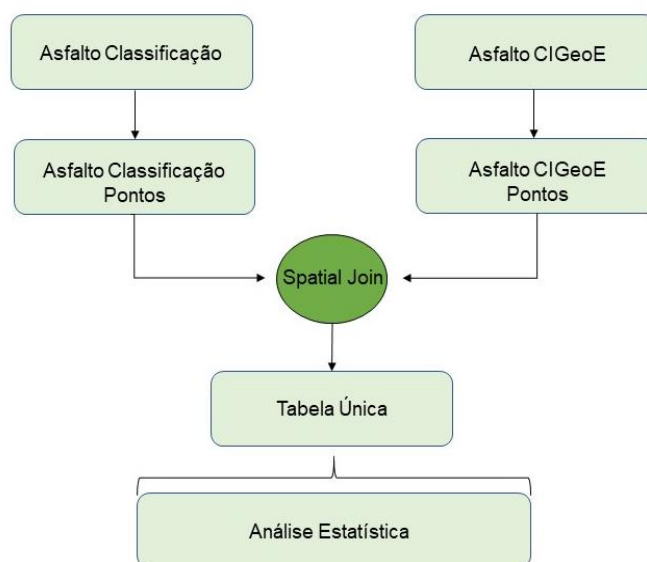 Asfalto Classificação
Asfalto CIGeoE
Asfalto Classificação
Pontos
Asfalto CIGeoE
Pontos
Spatial Join
Tabela Única
Análise Estatística